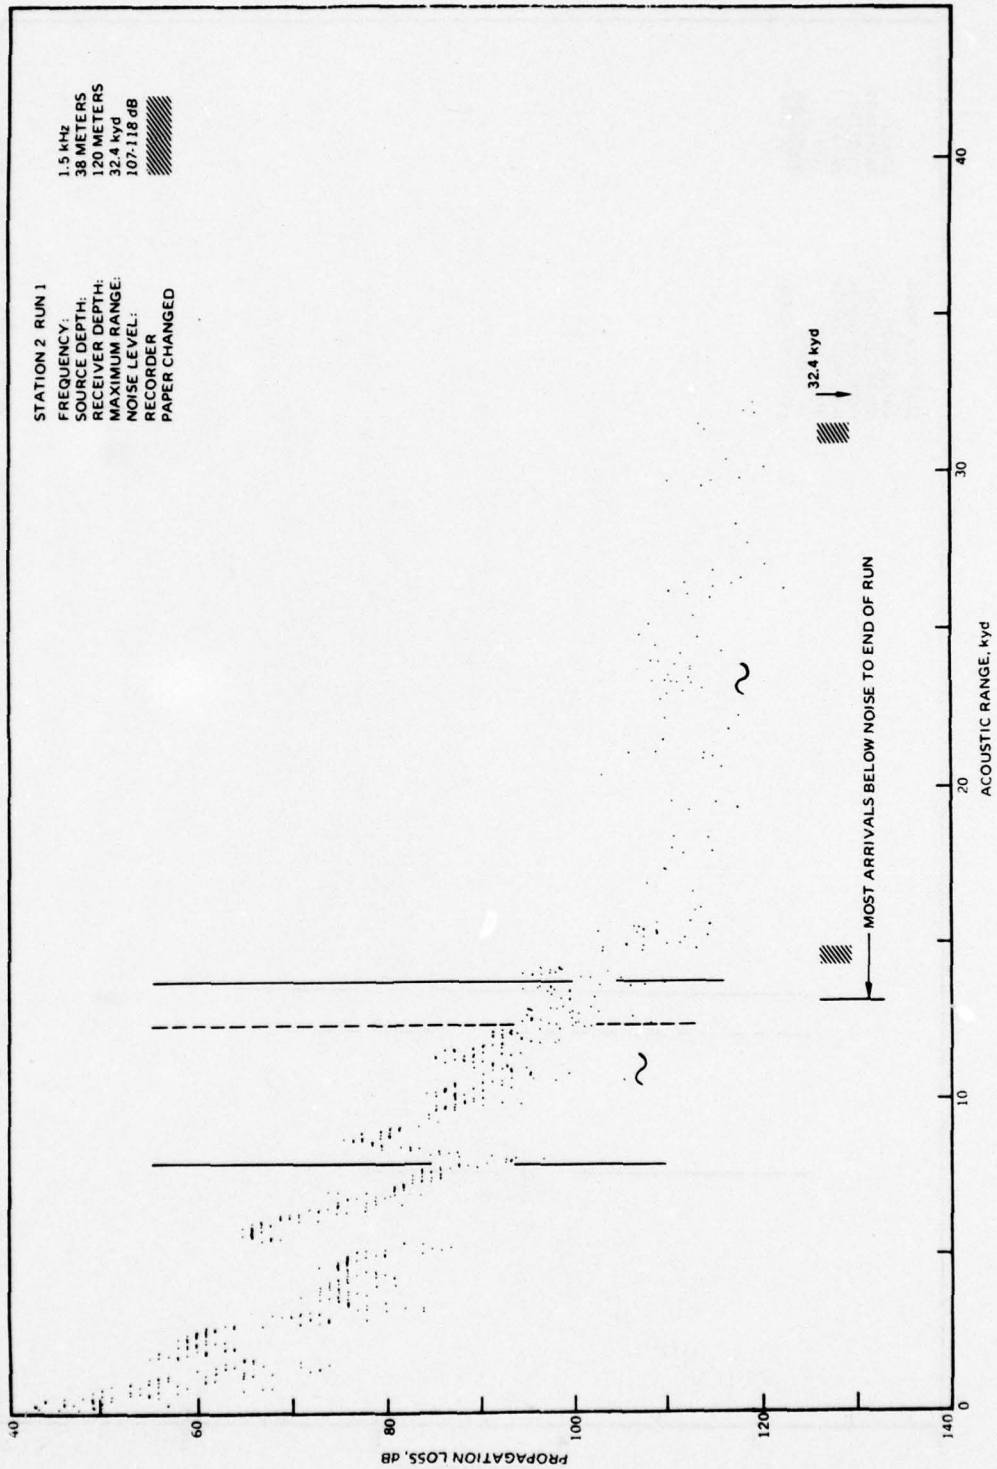 STATION 2 RUN 1
FREQUENCY: 1.5 kHz
SOURCE DEPTH: 38 METERS
RECEIVER DEPTH: 120 METERS
MAXIMUM RANGE: 32.4 kyd
NOISE LEVEL: 107-118 dB
RECORDER
PAPER CHANGED
PROPAGATION LOSS, dB
40
60
80
100
120
140
32.4 kyd
MOST ARRIVALS BELOW NOISE TO END OF RUN
0
10
20
30
40
ACOUSTIC RANGE, kyd